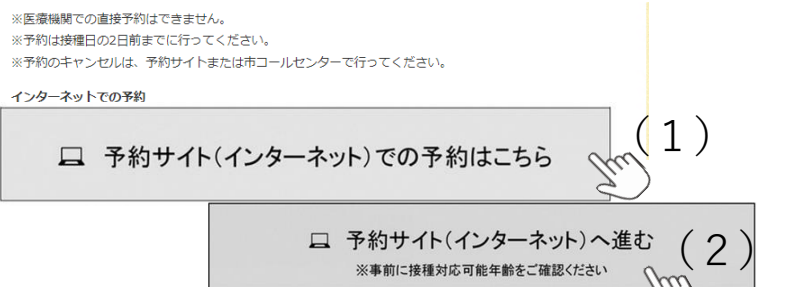 ※医療機関での直接予約はできません。
※予約は接種日の2日前までに行ってください。
※予約のキャンセルは、予約サイトまたは市コールセンターで行ってください。
インターネットでの予約
予約サイト(インターネット)での予約はこちら
(1)
予約サイト(インターネット)へ進む
(2)
※事前に接種対応可能年齢をご確認ください